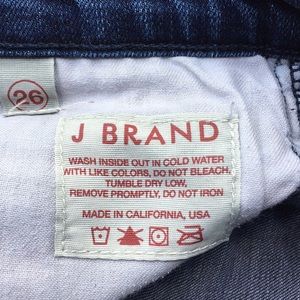 26
J BRAND
WASH INSIDE OUT IN COLD WATER
WITH LIKE COLORS, DO NOT BLEACH,
TUMBLE DRY LOW,
REMOVE PROMPTLY, DO NOT IRON
MADE IN CALIFORNIA, USA